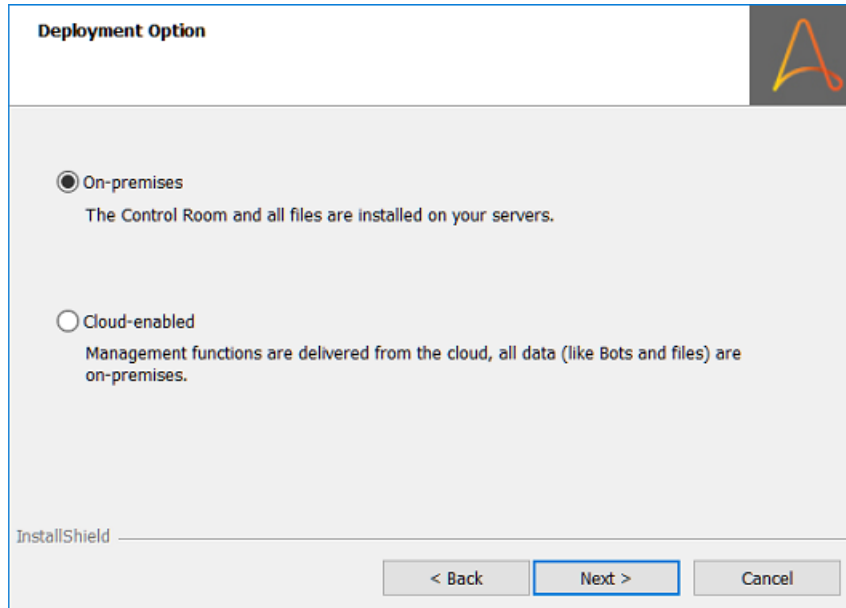 Deployment Option
On-premises
The Control Room and all files are installed on your servers.
Cloud-enabled
Management functions are delivered from the cloud, all data (like Bots and files) are
on-premises.
InstallShield
< Back
Next >
Cancel